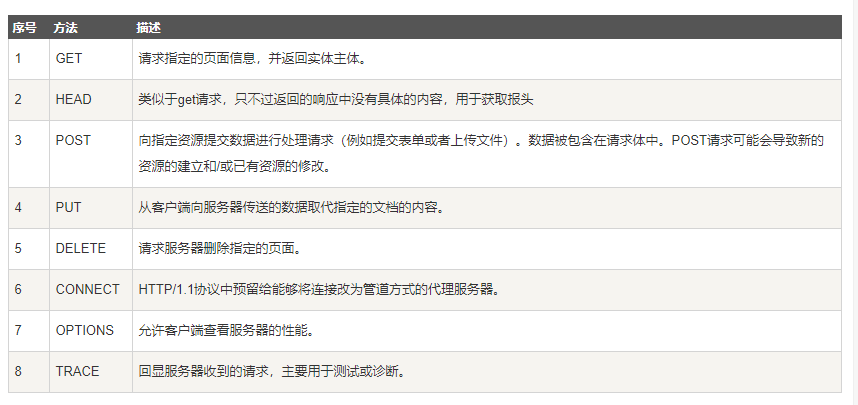 序号 方法 描述
1 GET 请求指定的页面信息，并返回实体主体。
2 HEAD 类似于get请求，只不过返回的响应中没有具体的内容，用于获取报头
3 POST 向指定资源提交数据进行处理请求（例如提交表单或者上传文件）。数据被包含在请求体中。POST请求可能会导致新的
资源的建立和/或已有资源的修改。
4 PUT 从客户端向服务器传送的数据取代指定的文档的内容。
5 DELETE 请求服务器删除指定的页面。
6 CONNECT HTTP/1.1协议中预留给能够将连接改为管道方式的代理服务器。
7 OPTIONS 允许客户端查看服务器的性能。
8 TRACE 回显服务器收到的请求，主要用于测试或诊断。